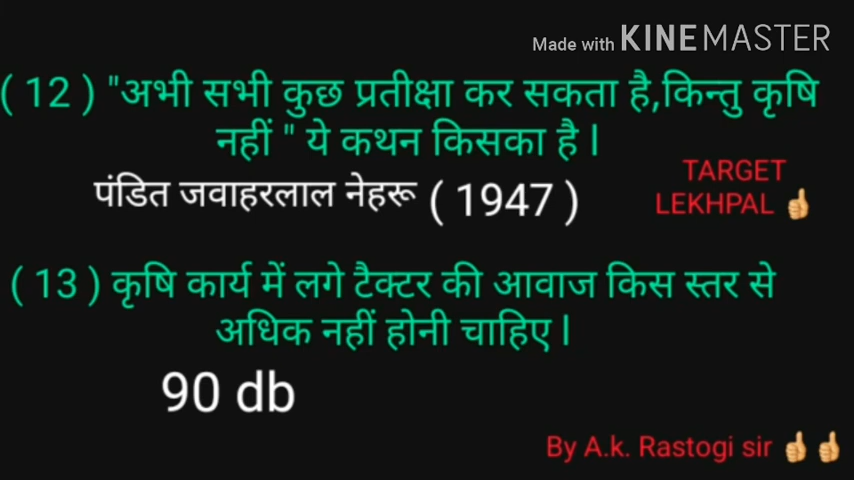 Made with KINEMASTER
( 12 ) "अभी सभी कुछ प्रतीक्षा कर सकता है,किन्तु कृषि
नहीं " ये कथन किसका है l
पंडित जवाहरलाल नेहरू ( 1947 )
TARGET
LEKHPAL 👍
( 13 ) कृषि कार्य में लगे टैक्टर की आवाज किस स्तर से
अधिक नहीं होनी चाहिए l
90 db
By A.k. Rastogi sir 👍👍